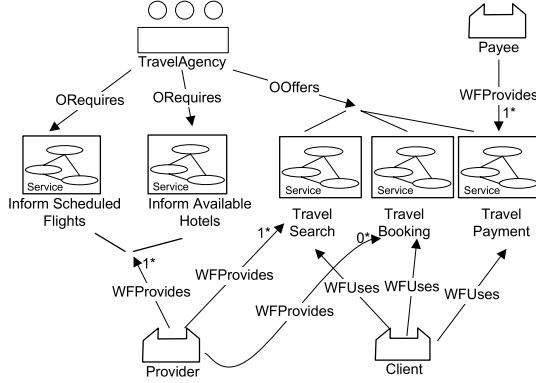 Payee
TravelAgency
ORequires
ORequires
OOffers
WFProvides
1*
Service
Service
Service
Service
Service
Inform Scheduled
Flights
Inform Available
Hotels
Travel
Search
Travel
Booking
Travel
Payment
1*
0*
1*
WFProvides
WFProvides
WFProvides
WFUses
WFUses
WFUses
Provider
Client